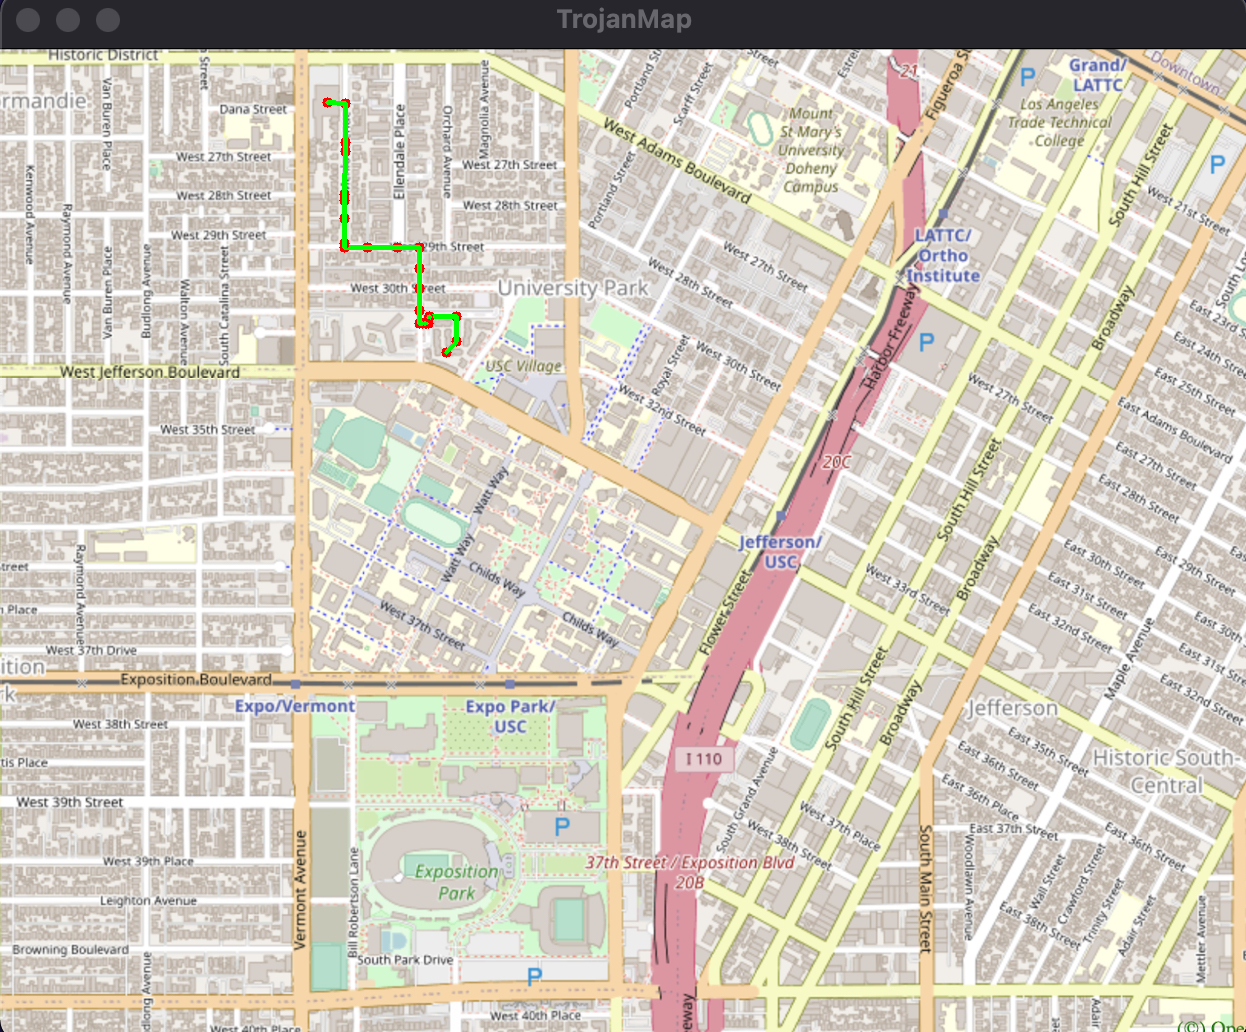 TrojanMap
Historic District
Street
ormandie
Van Buren Place
Dana Street
West 27th Street
West 28th Street
West 29th Street
Kenwood Avenue
Raymond Avenue
Van Buren Place
Budlong Avenue
Walton Avenue
South Catalina Street
Ellendale Place
Orchard Avenue
Magnolia Avenue
West 27th Street
West 28th Street
29th Street
West 30th Street
University Park
USC Village
West Jefferson Boulevard
West 35th Street
Portland St
Scarff Street
Street
Estre
21
Figueroa S
Mount
St Mary's
University
Doheny
Campus
West Adams Boulevard
Portland Street
West 27th Street
West 28th Street
West 30th Street
Royal Street
West 32nd Street
P
Grand/
LATTC
Downtown
Los Angeles
Trade Technical
College
South Hill Street
P
West 21st Street
LATTC/
Ortho
Institute
Harbor Freeway
P
Broadway
South Lo
East 23rd Street
East 24th Street
East 25th Street
East Adams Boulevard
East 27th Street
East 28th Street
East 29th Street
East 30th Street
East 31st Street
East 32nd Street
West 27th Street
20C
South Hill Street
Broadway
Watt Way
Watt Way
Childs Way
Childs Way
West 37th Street
Jefferson/
USC
Flower Street
West 33rd Street
Raymond Avenue
treet
h Place
West 37th Drive
ition
rk
Exposition Boulevard
Expo/Vermont
Expo Park/
USC
West 38th Street
tis Place
West 39th Street
West 39th Place
Leighton Avenue
Browning Boulevard
Vermont Avenue
Bill Robertson Lane
Exposition
Park
P
South Park Drive
P
West 40th Place
West 40th Place
dlong Av
I 110
37th Street / Exposition Blvd
20B
South Grand Avenue
South Hill Street
Broadway
West 37th Place
West 38th Street
Maple Avenue
East 30th
East 31st Stree
East 32nd Street
Jefferson
Historic South-
Central
East 35th Street
East 36th Street
East 36th Place
East 36th Street
East 37th Street
East 38th Street
South Main Street
Woodlawn Avenue
Wall Street
Crawford Street
Trinity Street
Adair Street
Mettler Avenue
Adair
eeway
(©) Ope